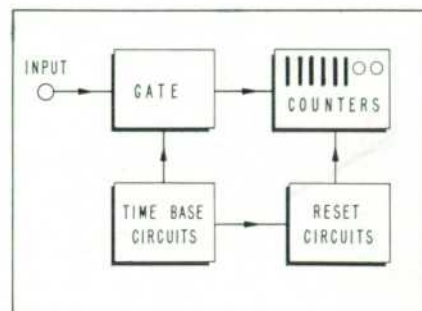 INPUT
GATE
COUNTERS
TIME BASE
CIRCUITS
RESET
CIRCUITS